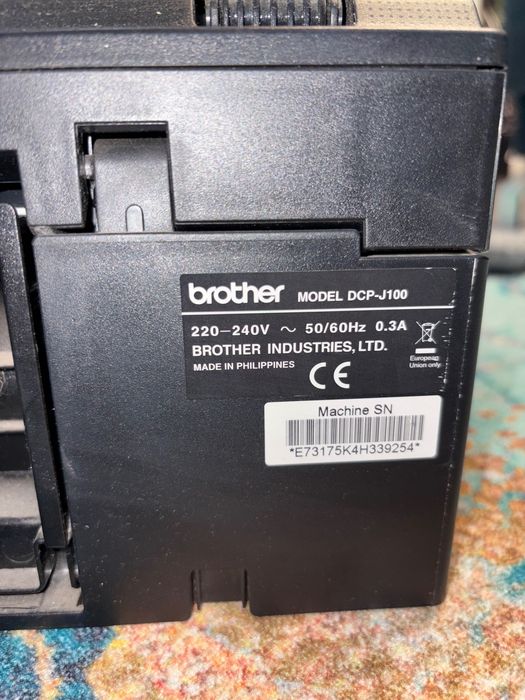 brother MODEL DCP-J100
220-240V ~ 50/60Hz 0.3A
BROTHER INDUSTRIES, LTD.
MADE IN PHILIPPINES
CE
European
Union only
Machine SN
*E73175K4H339254*